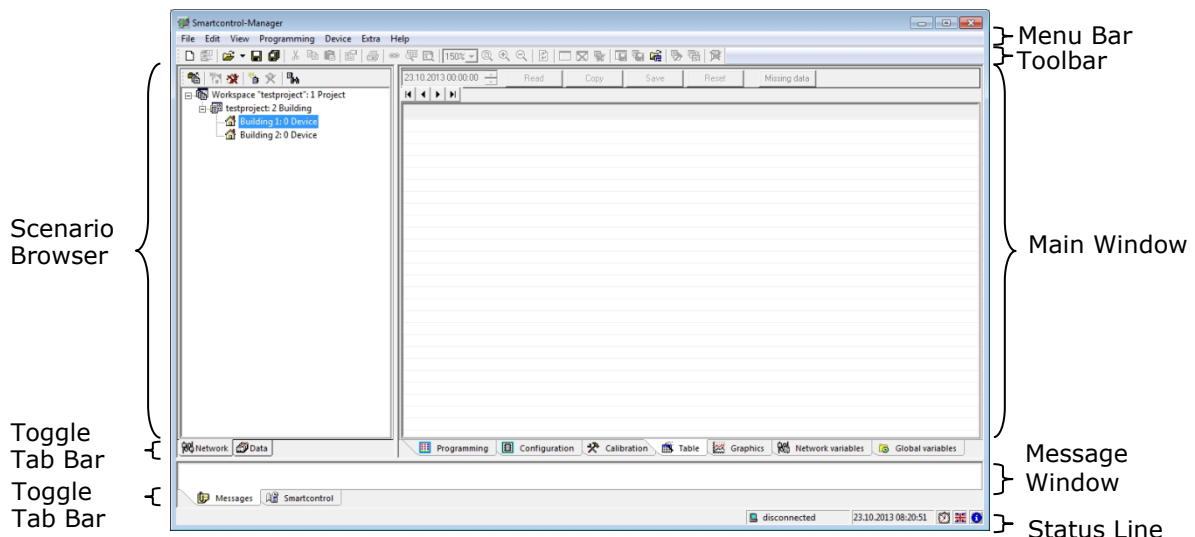 Smartcontrol-Manager
File Edit View Programming Device Extra Help
Menu Bar
150%
Toolbar
23.10.2013 00:00:00 Read Copy Save Reset Missing data
Workspace "testproject": 1 Project
testproject: 2 Building
Building 1: 0 Device
Building 2: 0 Device
Scenario
Browser
Main Window
Toggle
Tab Bar
Network Data
Programming Configuration Calibration Table Graphics Network variables Global variables
Message
Window
Toggle
Tab Bar
Messages Smartcontrol
disconnected 23.10.2013 08:20:51
Status Line